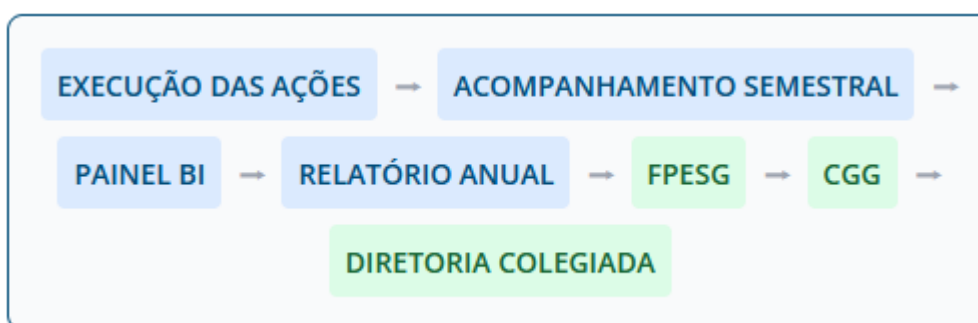 EXECUÇÃO DAS AÇÕES → ACOMPANHAMENTO SEMESTRAL →
PAINEL BI → RELATÓRIO ANUAL → FPESG → CGG →
DIRETORIA COLEGIADA